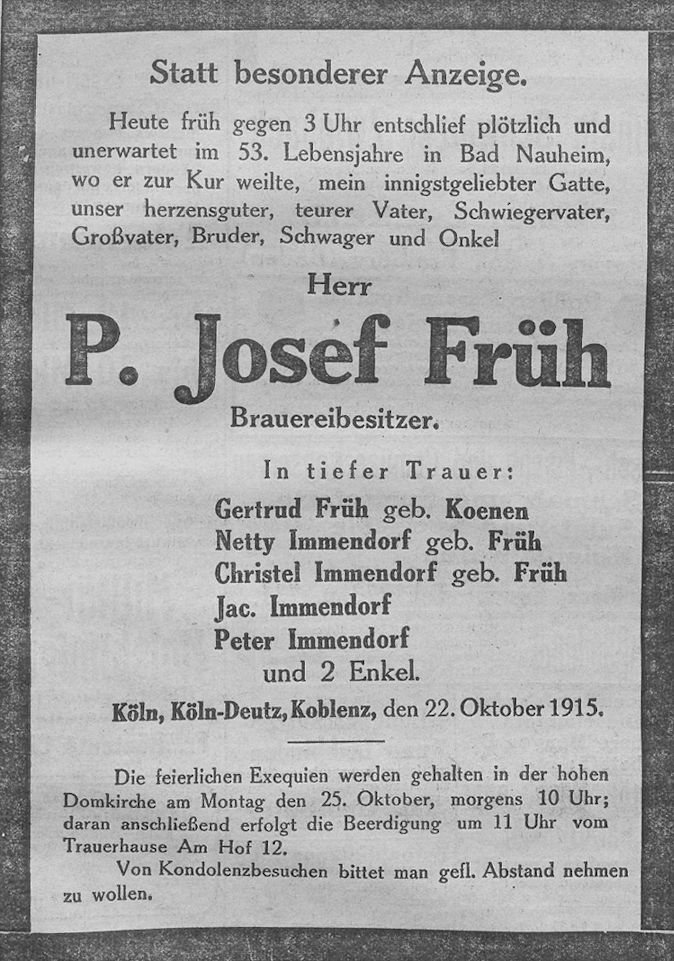 Statt besonderer Anzeige.
Heute früh gegen 3 Uhr entschlief plötzlich und
unerwartet im 53. Lebensjahre in Bad Nauheim,
wo er zur Kur weilte, mein innigstgeliebter Gatte,
unser herzensguter, teurer Vater, Schwiegervater,
Großvater, Bruder, Schwager und Onkel
Herr
P. Josef Früh
Brauereibesitzer.
In tiefer Trauer:
Gertrud Früh geb. Koenen
Netty Immendorf geb. Früh
Christel Immendorf geb. Früh
Jac. Immendorf
Peter Immendorf
und 2 Enkel.
Köln, Köln-Deutz, Koblenz, den 22. Oktober 1915.
Die feierlichen Exequien werden gehalten in der hohen
Domkirche am Montag den 25. Oktober, morgens 10 Uhr;
daran anschließend erfolgt die Beerdigung um 11 Uhr vom
Trauerhause Am Hof 12.
Von Kondolenzbesuchen bittet man gefl. Abstand nehmen
zu wollen.